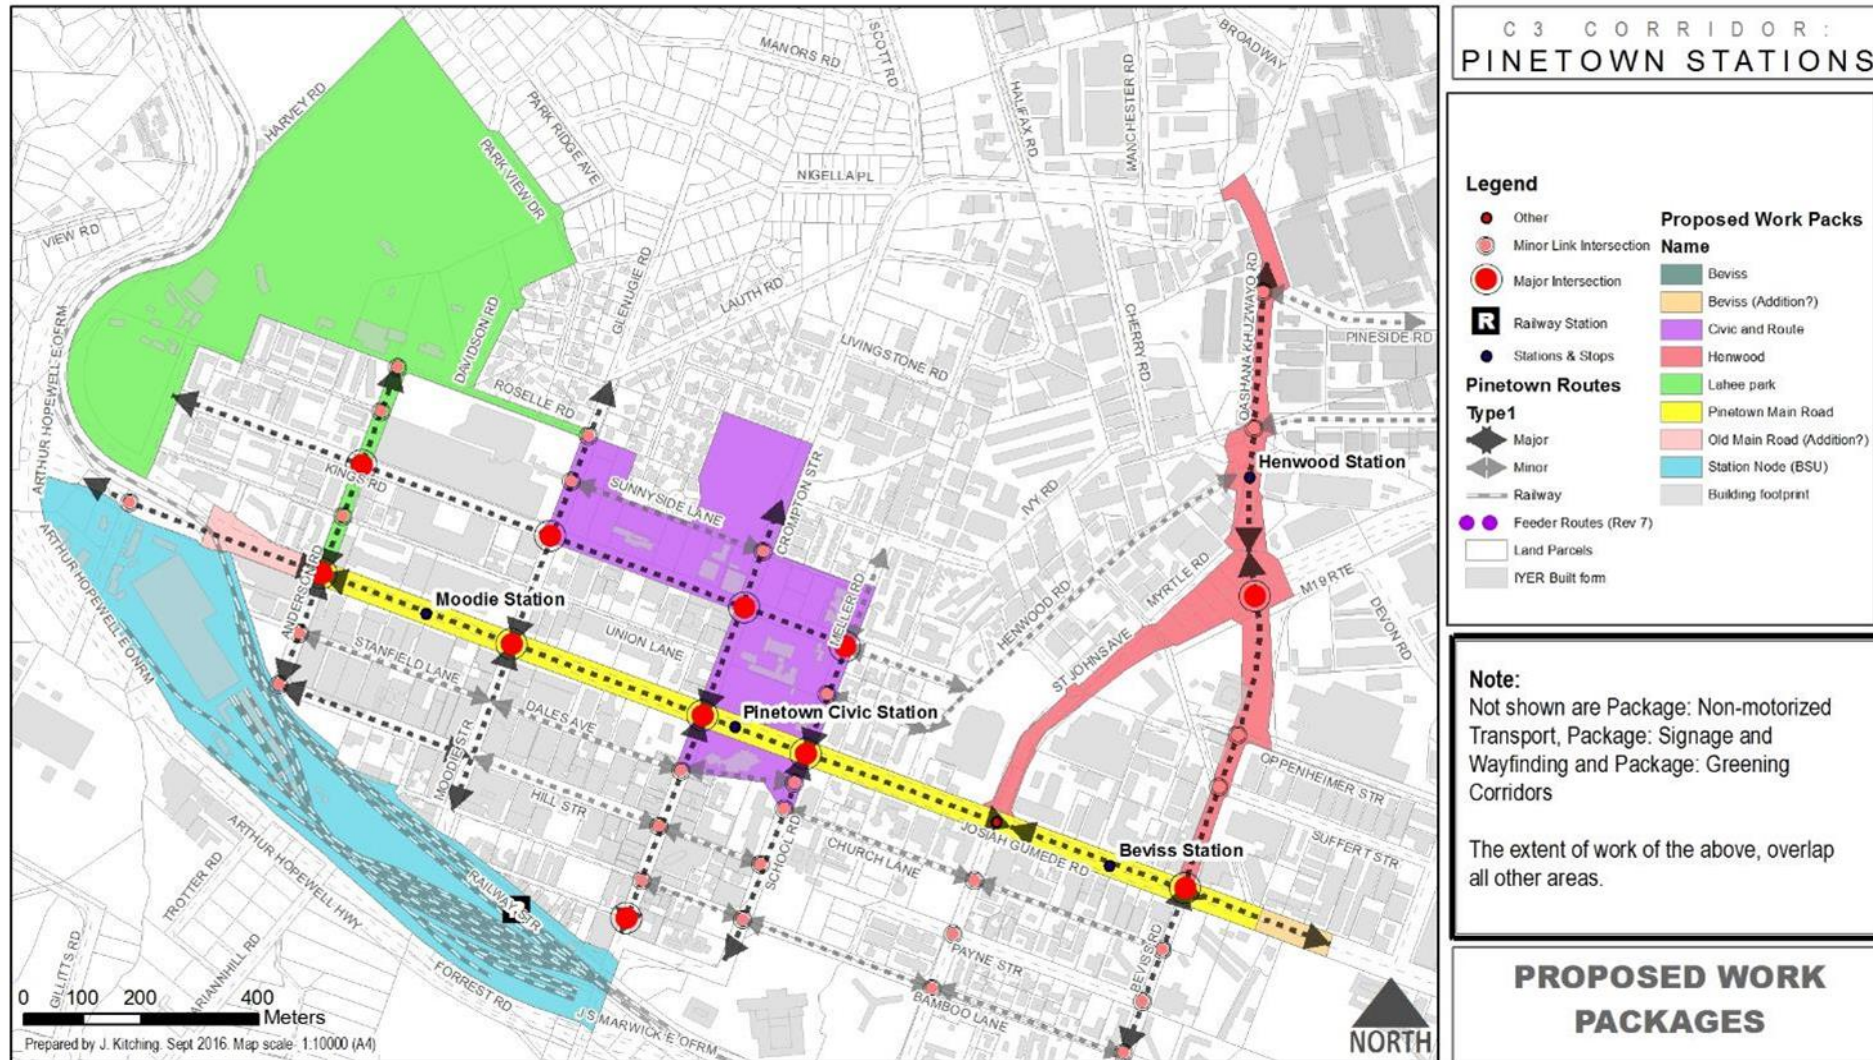 C3 CORRIDOR:
PINETOWN STATIONS
Legend
Other
Minor Link Intersection
Major Intersection
R
Railway Station
Stations & Stops
Pinetown Routes
Type1
Major
Minor
Railway
Feeder Routes (Rev 7)
Land Parcels
IYER Built form
Proposed Work Packs
Name
Beviss
Beviss (Addition?)
Civic and Route
Henwood
Lahee park
Pinetown Main Road
Old Main Road (Addition?)
Station Node (BSU)
Building footprint
Note:
Not shown are Package: Non-motorized
Transport, Package: Signage and
Wayfinding and Package: Greening
Corridors
The extent of work of the above, overlap
all other areas.
PROPOSED WORK
PACKAGES
MANORS RD
SCOTT RD
BROADWAY
HARVEY RD
PARK RIDGE AVE
HALIFAX RD
MANCHESTER RD
PARK VIEW DR
NIGELLA PL
VIEW RD
GLENUGIE RD
LAUTH RD
QASHANA KHUZWAYO RD
CHERRY RD
PINESIDE RD
LIVINGSTONE RD
DAVIDSON RD
ROSELLE RD
ARTHUR HOPEWELL E OFRM
KINGS RD
SUNNYSIDE LANE
CROMPTON STR
Henwood Station
IVY RD
ARTHUR HOPEWELL E ONRM
ANDERSON RD
Moodie Station
MELLER RD
HENWOOD RD
MYRTLE RD
M19 RTE
DEVON RD
UNION LANE
STANFIELD LANE
ST JOHNS AVE
DALES AVE
Pinetown Civic Station
MOODIE STR
OPPENHEIMER STR
HILL STR
SUFFERT STR
JOSIAH GUMEDE RD
Beviss Station
CHURCH LANE
SCHOOL RD
TROTTER RD
ARTHUR HOPEWELL HWY
RAILWAY STR
R
GILLITTS RD
MARIANNHILL RD
FORREST RD
PAYNE STR
BEVISS RD
BAMBOO LANE
J S MARWICK E OFRM
0 100 200 400
Meters
Prepared by J. Kitching. Sept 2016. Map scale 1:10000 (A4)
NORTH